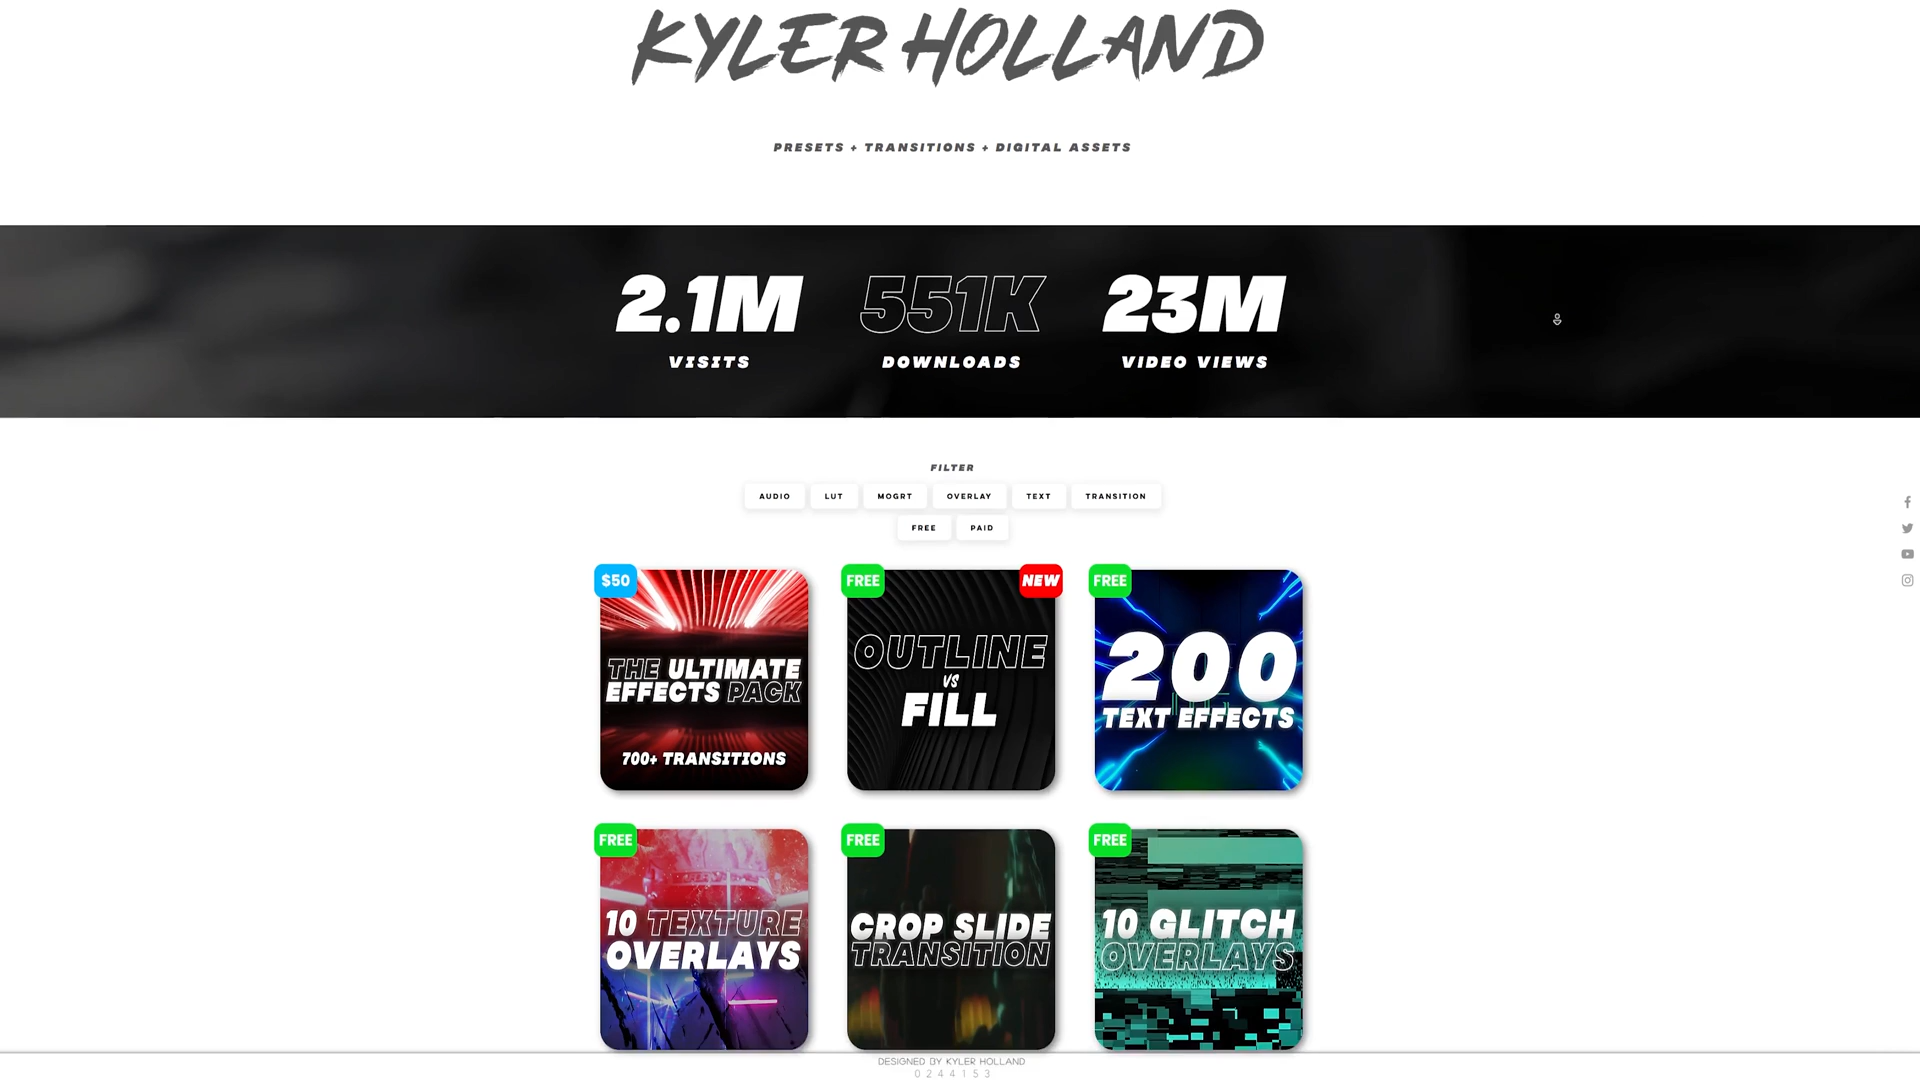 KYLER HOLLAND
PRESETS + TRANSITIONS + DIGITAL ASSETS
2.1M 551K 23M
VISITS DOWNLOADS VIDEO VIEWS
FILTER
AUDIO LUT MOGRT OVERLAY TEXT TRANSITION
FREE PAID
$50
THE ULTIMATE
EFFECTS PACK
700+ TRANSITIONS
FREE NEW
OUTLINE
VS
FILL
FREE
200
TEXT EFFECTS
FREE
10 TEXTURE
OVERLAYS
FREE
CROP SLIDE
TRANSITION
FREE
10 GLITCH
OVERLAYS
DESIGNED BY KYLER HOLLAND
0244153